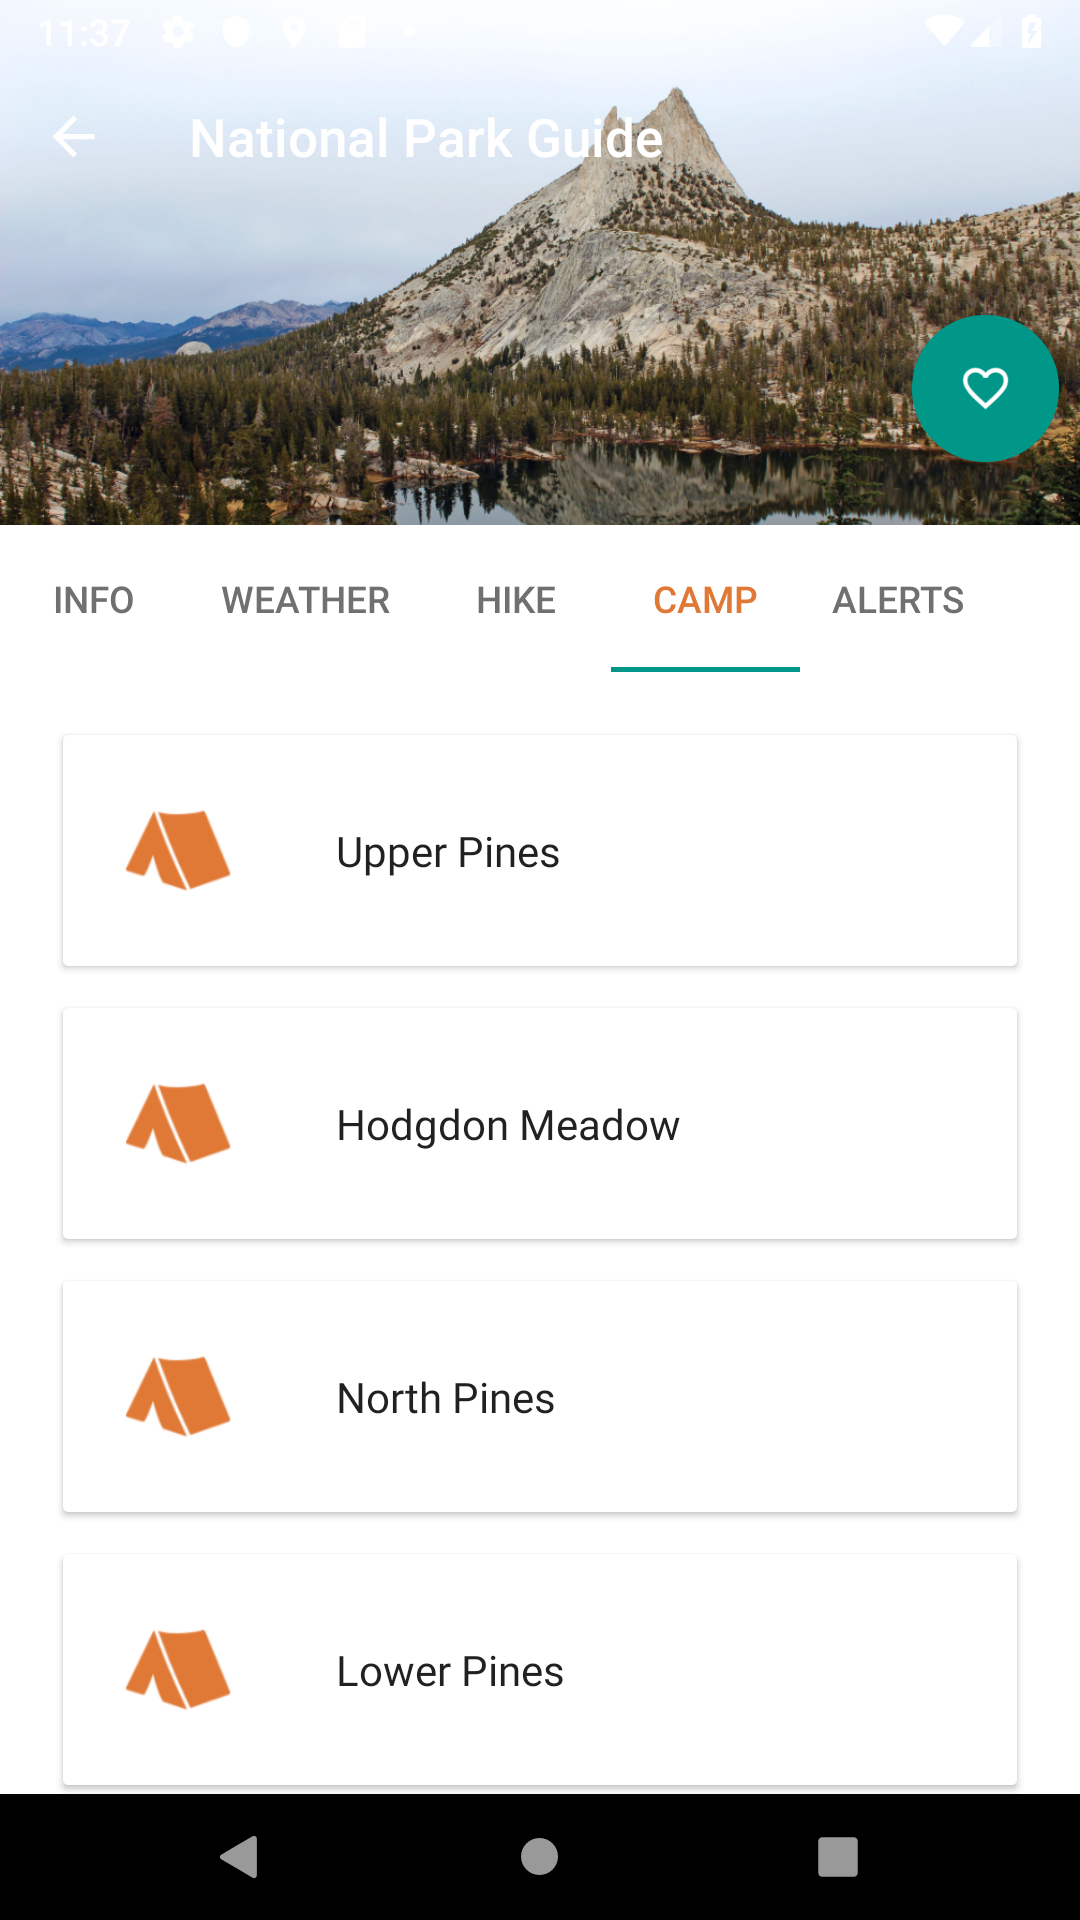 11:37
National Park Guide
INFO WEATHER HIKE CAMP ALERTS
Upper Pines
Hodgdon Meadow
North Pines
Lower Pines